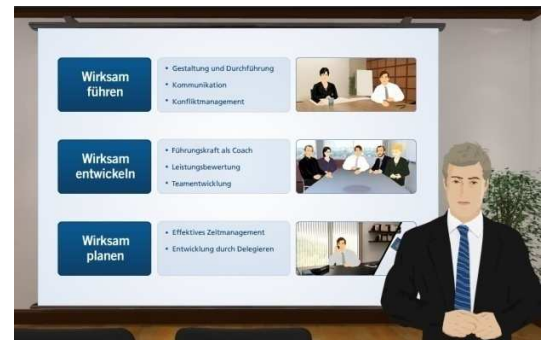 Wirksam
führen
• Gestaltung und Durchführung
• Kommunikation
• Konfliktmanagement
Wirksam
entwickeln
• Führungskraft als Coach
• Leistungsbewertung
• Teamentwicklung
Wirksam
planen
• Effektives Zeitmanagement
• Entwicklung durch Delegieren